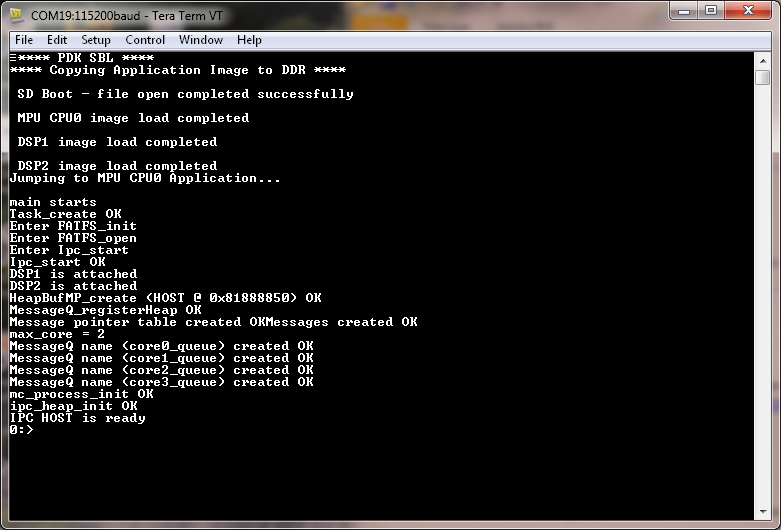 COM19:115200baud - Tera Term VT
File Edit Setup Control Window Help
≡**** PDK SBL ****
**** Copying Application Image to DDR ****
SD Boot - file open completed successfully
MPU CPU0 image load completed
DSP1 image load completed
DSP2 image load completed
Jumping to MPU CPU0 Application...
main starts
Task_create OK
Enter FATFS_init
Enter FATFS_open
Enter Ipc_start
Ipc_start OK
DSP1 is attached
DSP2 is attached
HeapBufMP_create (HOST @ 0x81888850) OK
MessageQ_registerHeap OK
Message pointer table created OKMessages created OK
max_core = 2
MessageQ name (core0_queue) created OK
MessageQ name (core1_queue) created OK
MessageQ name (core2_queue) created OK
MessageQ name (core3_queue) created OK
mc_process_init OK
ipc_heap_init OK
IPC HOST is ready
0:>